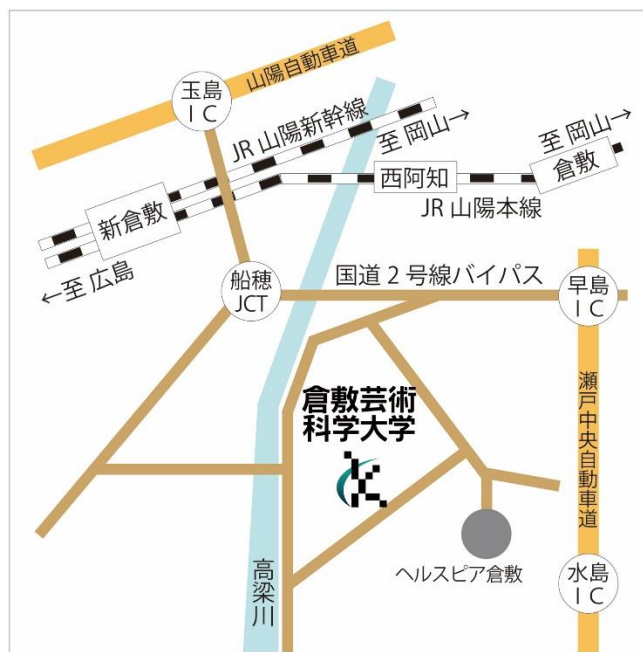 山陽自動車道
玉島
IC
JR 山陽新幹線
至 岡山→
至 岡山→
倉敷
西阿知
新倉敷
JR 山陽本線
←至 広島
船穂
JCT
国道2号線バイパス
早島
IC
倉敷芸術
科学大学
瀬戸中央自動車道
高梁川
ヘルスピア倉敷
水島
IC